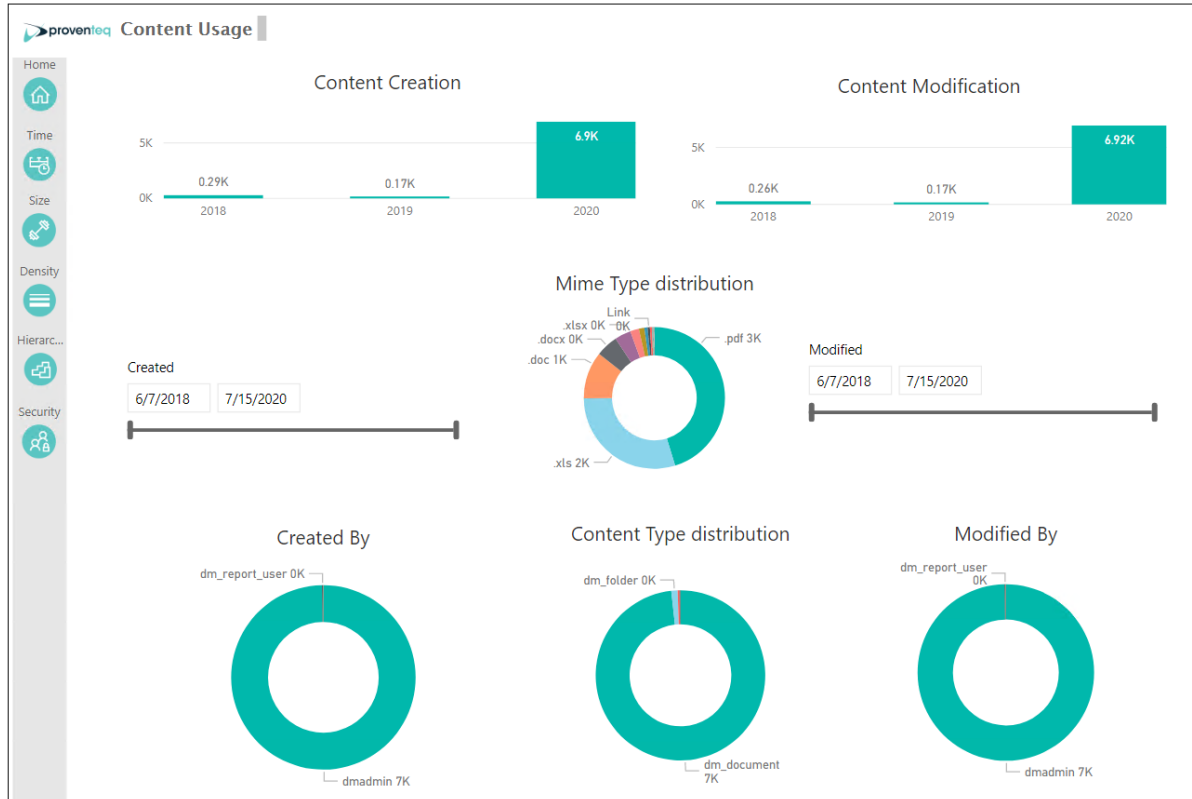 proventeq Content Usage
Home
Time
Size
Density
Hierarc...
Security
Content Creation
5K
0K
0.29K
0.17K
6.9K
2018
2019
2020
Content Modification
5K
0K
0.26K
0.17K
6.92K
2018
2019
2020
Mime Type distribution
Link
0K
.xlsx 0K
.docx 0K
.doc 1K
.xls 2K
.pdf 3K
Created
6/7/2018
7/15/2020
Modified
6/7/2018
7/15/2020
Created By
dm_report_user 0K
dmadmin 7K
Content Type distribution
dm_folder 0K
dm_document
7K
Modified By
dm_report_user
0K
dmadmin 7K